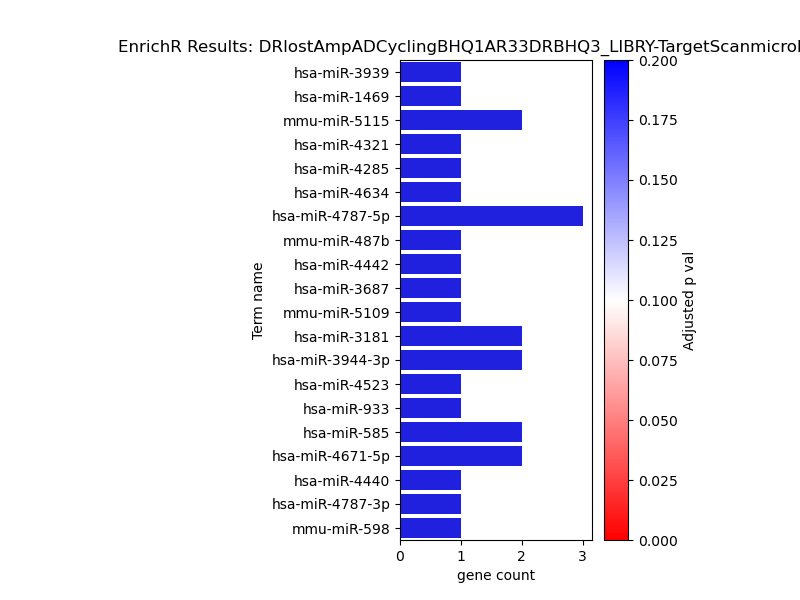 EnrichR Results: DRlostAmpADCyclingBHQ1AR33DRBHQ3_LIBRY-TargetScanmicroR
hsa-miR-3939
hsa-miR-1469
mmu-miR-5115
hsa-miR-4321
hsa-miR-4285
hsa-miR-4634
hsa-miR-4787-5p
mmu-miR-487b
hsa-miR-4442
hsa-miR-3687
mmu-miR-5109
hsa-miR-3181
hsa-miR-3944-3p
hsa-miR-4523
hsa-miR-933
hsa-miR-585
hsa-miR-4671-5p
hsa-miR-4440
hsa-miR-4787-3p
mmu-miR-598
Term name
0 1 2 3
gene count
0.200
0.175
0.150
0.125
0.100
0.075
0.050
0.025
0.000
Adjusted p val